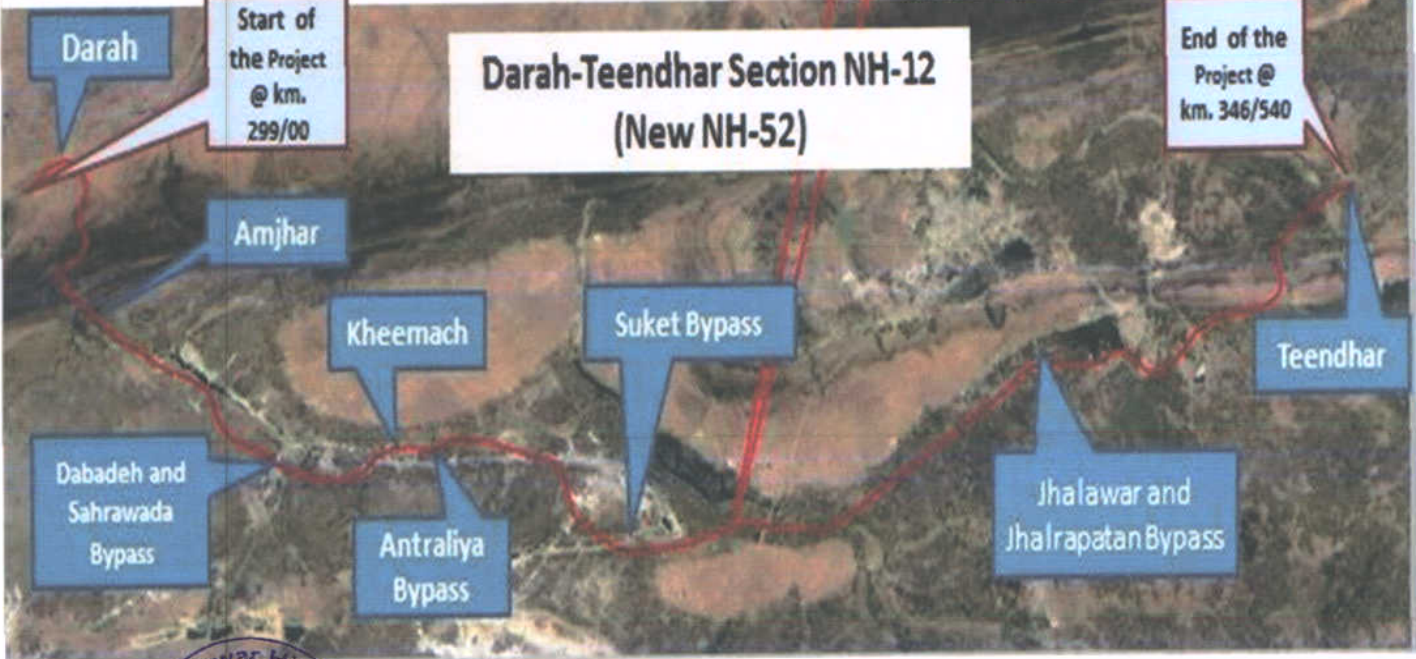 Darah
Start of
the Project
@ km.
299/00
Darah-Teendhar Section NH-12
(New NH-52)
End of the
Project @
km. 346/540
Amjhar
Kheemach
Suket Bypass
Teendhar
Dabadeh and
Sahrawada
Bypass
Antraliya
Bypass
Jhalawar and
Jhalrapatan Bypass